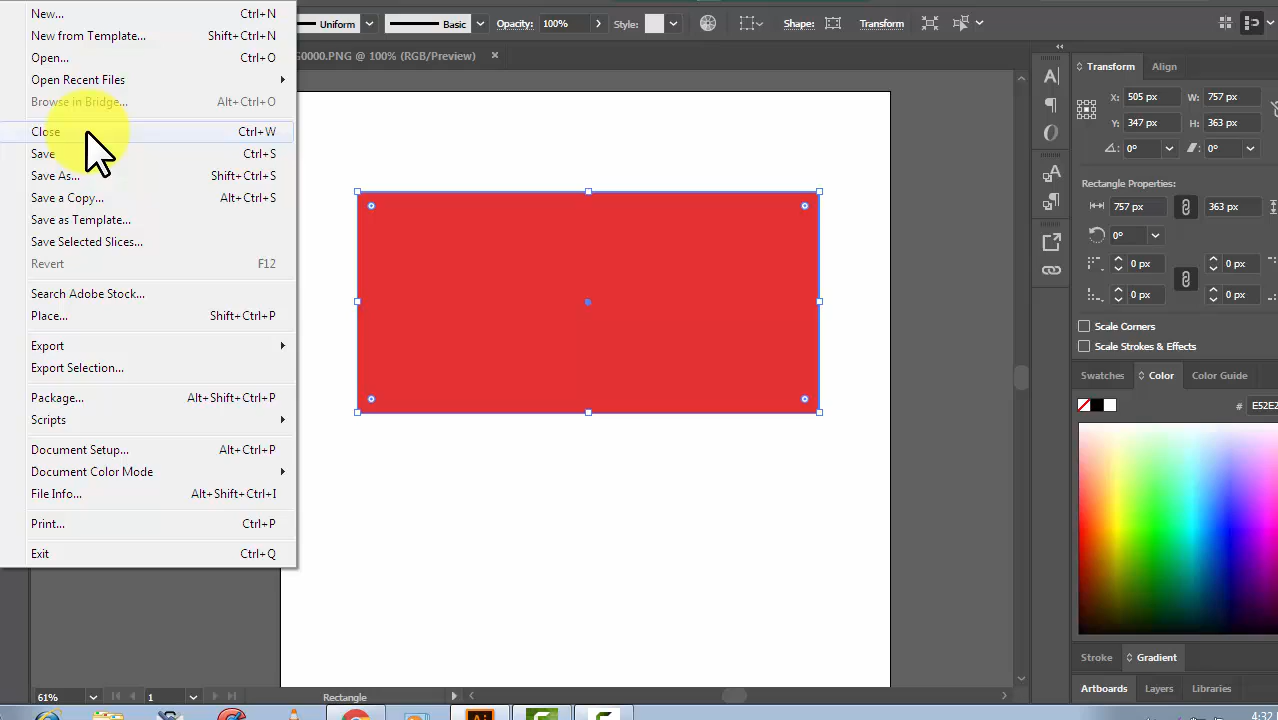 New... Ctrl+N
New from Template... Shift+Ctrl+N
Open... Ctrl+O
Open Recent Files
Browse in Bridge... Alt+Ctrl+O
Close Ctrl+W
Save Ctrl+S
Save As... Shift+Ctrl+S
Save a Copy... Alt+Ctrl+S
Save as Template...
Save Selected Slices...
Revert F12
Search Adobe Stock...
Place... Shift+Ctrl+P
Export
Export Selection...
Package... Alt+Shift+Ctrl+P
Scripts
Document Setup... Alt+Ctrl+P
Document Color Mode
File Info... Alt+Shift+Ctrl+I
Print... Ctrl+P
Exit Ctrl+Q
Uniform Basic Opacity: 100% Style: Shape: Transform
G0000.PNG @ 100% (RGB/Preview) ×
Transform Align
X: 505 px W: 757 px
Y: 347 px H: 363 px
0° 0°
Rectangle Properties:
757 px 363 px
0°
0 px 0 px
0 px 0 px
Scale Corners
Scale Strokes & Effects
Swatches Color Color Guide
# E52E2
Stroke Gradient
Artboards Layers Libraries
61% 1 Rectangle
Ai
4:32